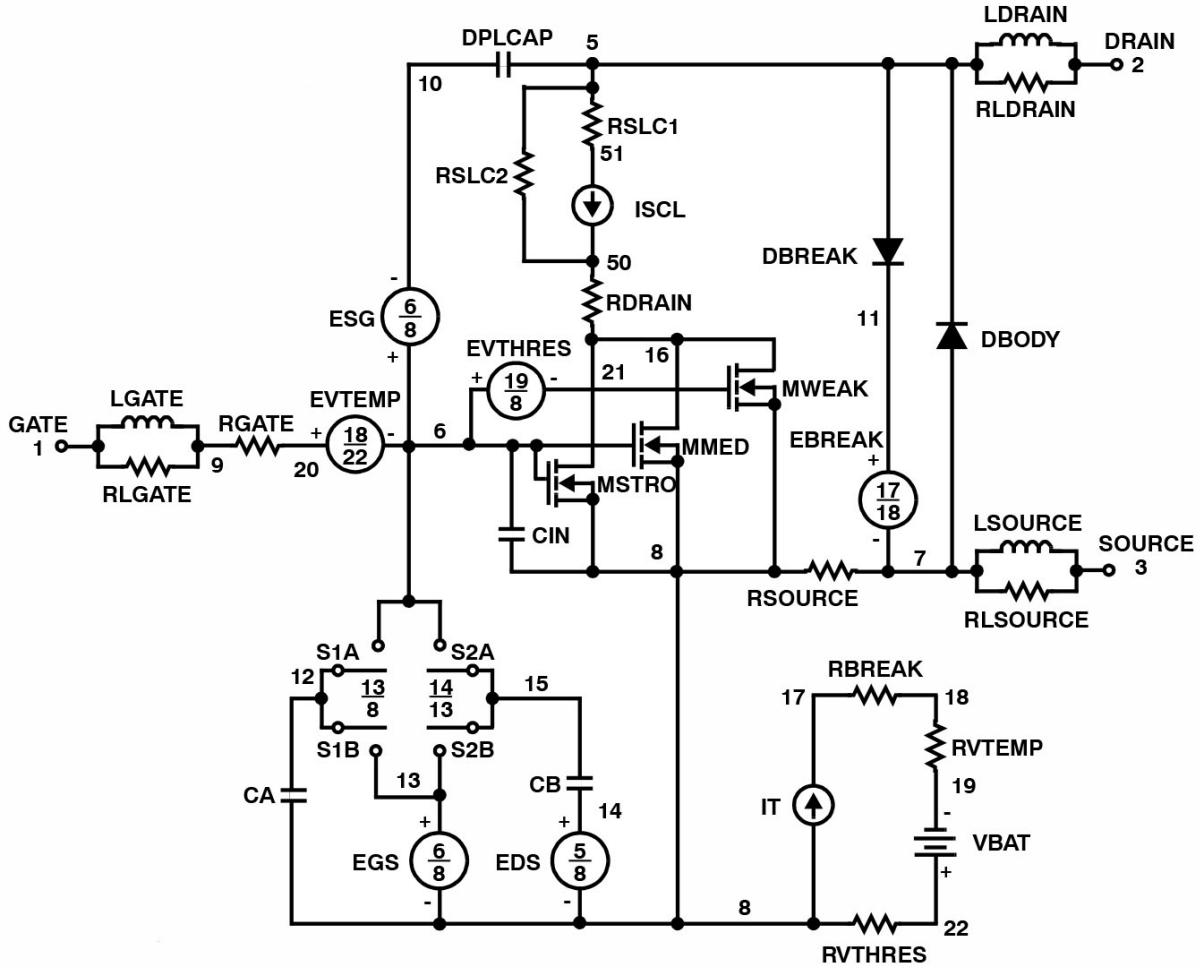 LDRAIN
DPLCAP
5
DRAIN
2
10
RLDRAIN
RSLC1
51
RSLC2
ISCL
DBREAK
50
-
ESG
6
8
+
RDRAIN
11
DBODY
EVTHRES
16
+
19
8
-
21
MWEAK
LGATE
EVTEMP
GATE
1
RGATE
+
18
22
-
6
EBREAK
+
MMED
9
20
RLGATE
MSTRO
17
18
-
CIN
LSOURCE
8
7
SOURCE
3
RSOURCE
RLSOURCE
S1A
S2A
12
13
8
14
13
15
RBREAK
17
18
S1B
S2B
RVTEMP
13
CB
19
CA
14
IT
-
VBAT
+
+
+
EGS
6
8
EDS
5
8
-
-
8
22
RVTHRES